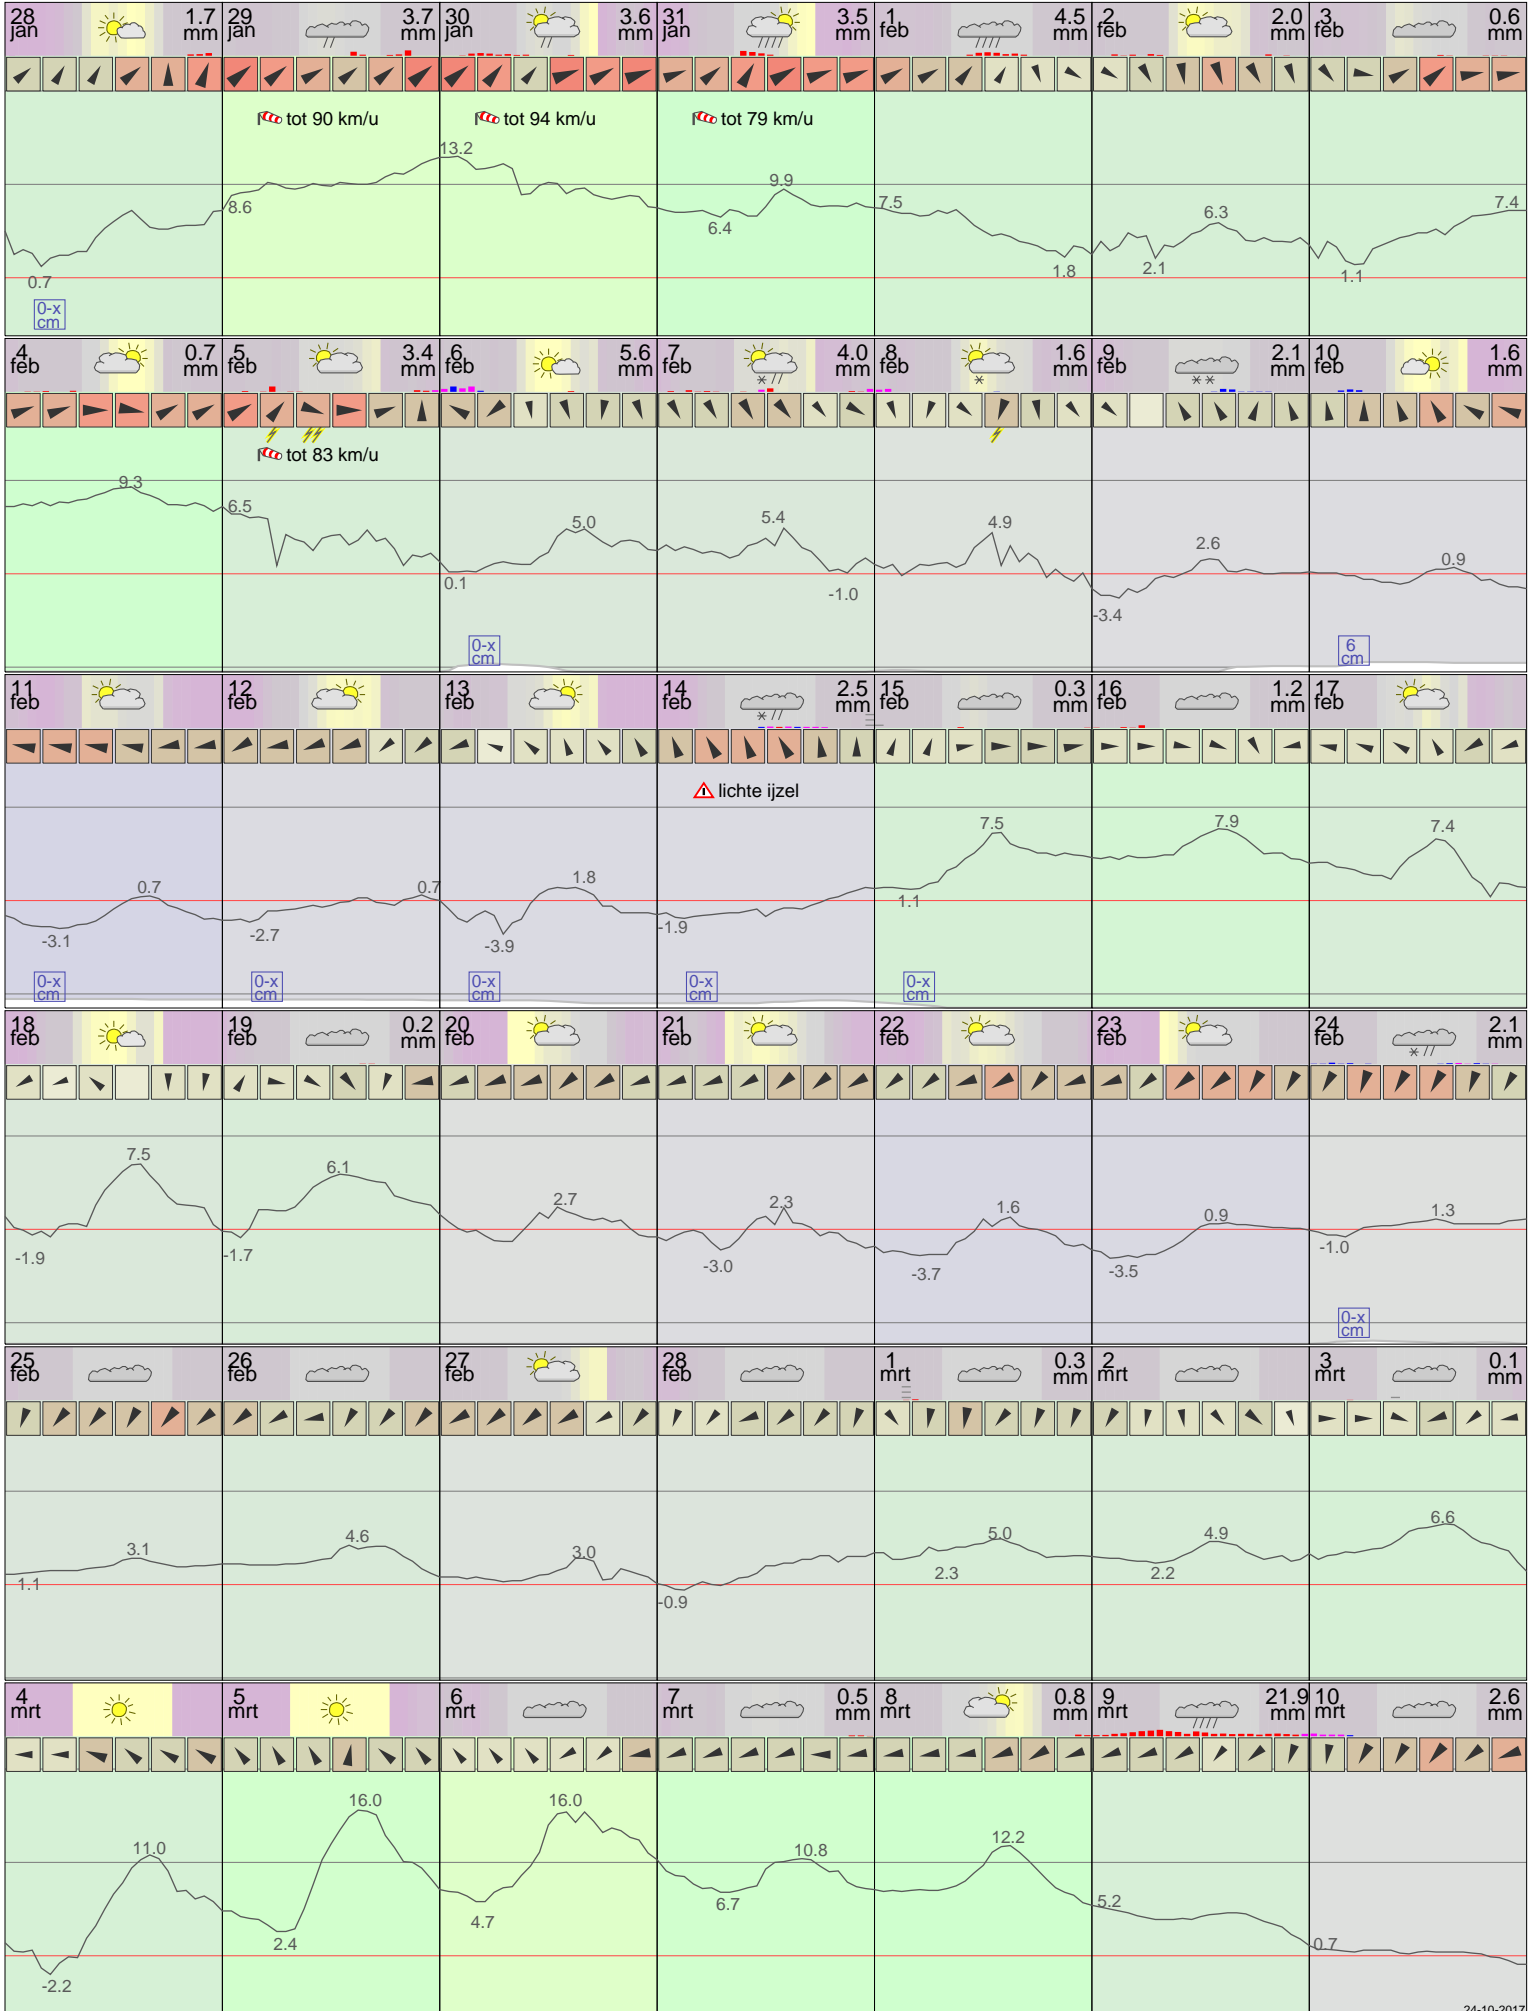 28 jan 1.7 mm
29 jan 3.7 mm
30 jan 3.6 mm
31 jan 3.5 mm
1 feb 4.5 mm
2 feb 2.0 mm
3 feb 0.6 mm
tot 90 km/u
tot 94 km/u
tot 79 km/u
0.7
8.6
13.2
6.4
9.9
7.5
1.8
2.1
6.3
1.1
7.4
0-x cm
4 feb 0.7 mm
5 feb 3.4 mm
6 feb 5.6 mm
7 feb 4.0 mm
8 feb 1.6 mm
9 feb 2.1 mm
10 feb 1.6 mm
tot 83 km/u
9.3
6.5
0.1
5.0
5.4
-1.0
4.9
-3.4
2.6
0.9
0-x cm
6 cm
11 feb
12 feb
13 feb
14 feb 2.5 mm
15 feb 0.3 mm
16 feb 1.2 mm
17 feb
lichte ijzel
-3.1
0.7
-2.7
0.7
-3.9
1.8
-1.9
1.1
7.5
7.9
7.4
0-x cm
0-x cm
0-x cm
0-x cm
0-x cm
18 feb
19 feb 0.2 mm
20 feb
21 feb
22 feb
23 feb
24 feb 2.1 mm
-1.9
7.5
-1.7
6.1
2.7
-3.0
2.3
-3.7
1.6
-3.5
0.9
-1.0
1.3
0-x cm
25 feb
26 feb
27 feb
28 feb
1 mrt 0.3 mm
2 mrt
3 mrt 0.1 mm
1.1
3.1
4.6
3.0
-0.9
2.3
5.0
2.2
4.9
6.6
4 mrt
5 mrt
6 mrt
7 mrt 0.5 mm
8 mrt 0.8 mm
9 mrt 21.9 mm
10 mrt 2.6 mm
-2.2
11.0
2.4
16.0
4.7
16.0
6.7
10.8
12.2
5.2
0.7
24-10-2017